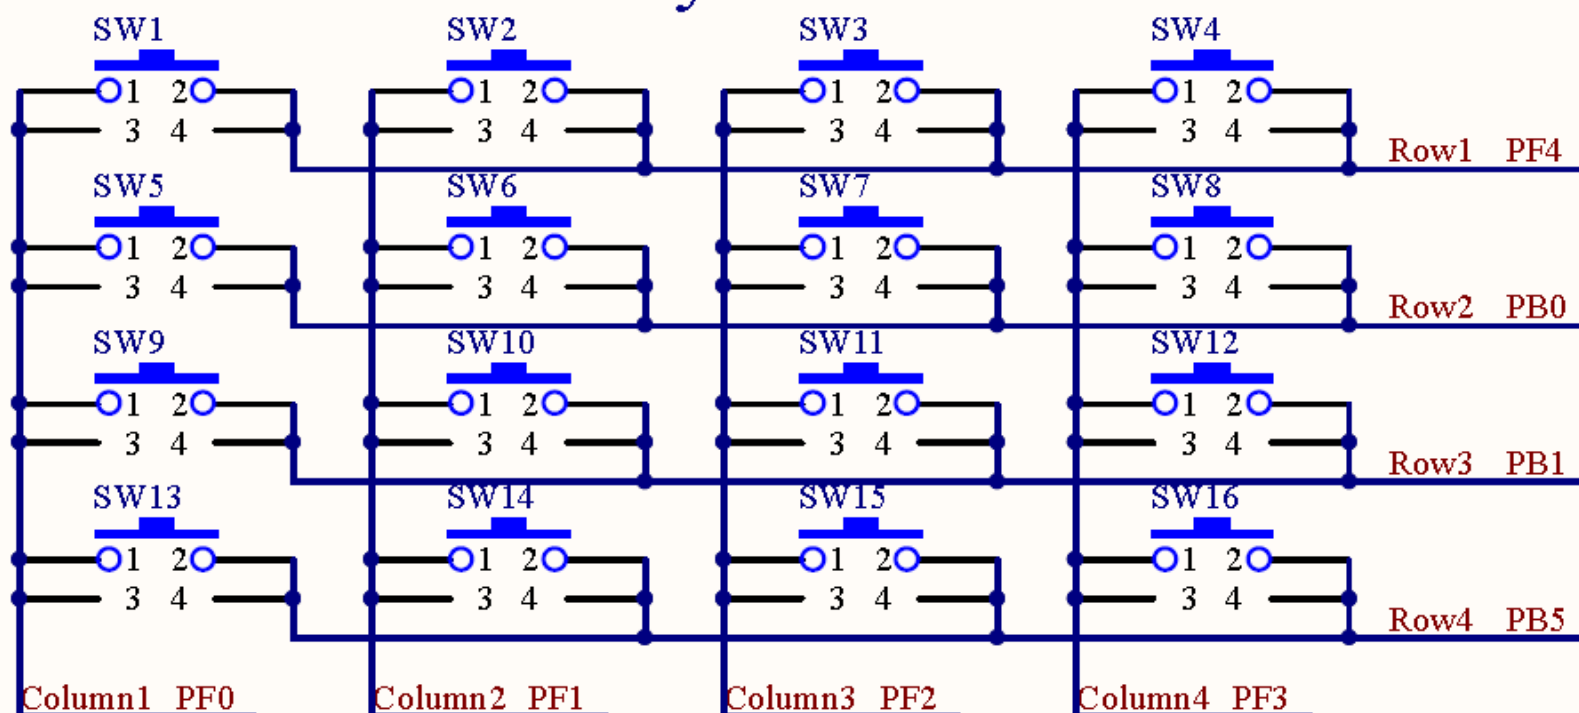 SW1 SW2 SW3 SW4
1 2 1 2 1 2 1 2
3 4 3 4 3 4 3 4
Row1 PF4
SW5 SW6 SW7 SW8
1 2 1 2 1 2 1 2
3 4 3 4 3 4 3 4
Row2 PB0
SW9 SW10 SW11 SW12
1 2 1 2 1 2 1 2
3 4 3 4 3 4 3 4
Row3 PB1
SW13 SW14 SW15 SW16
1 2 1 2 1 2 1 2
3 4 3 4 3 4 3 4
Row4 PB5
Column1 PF0 Column2 PF1 Column3 PF2 Column4 PF3